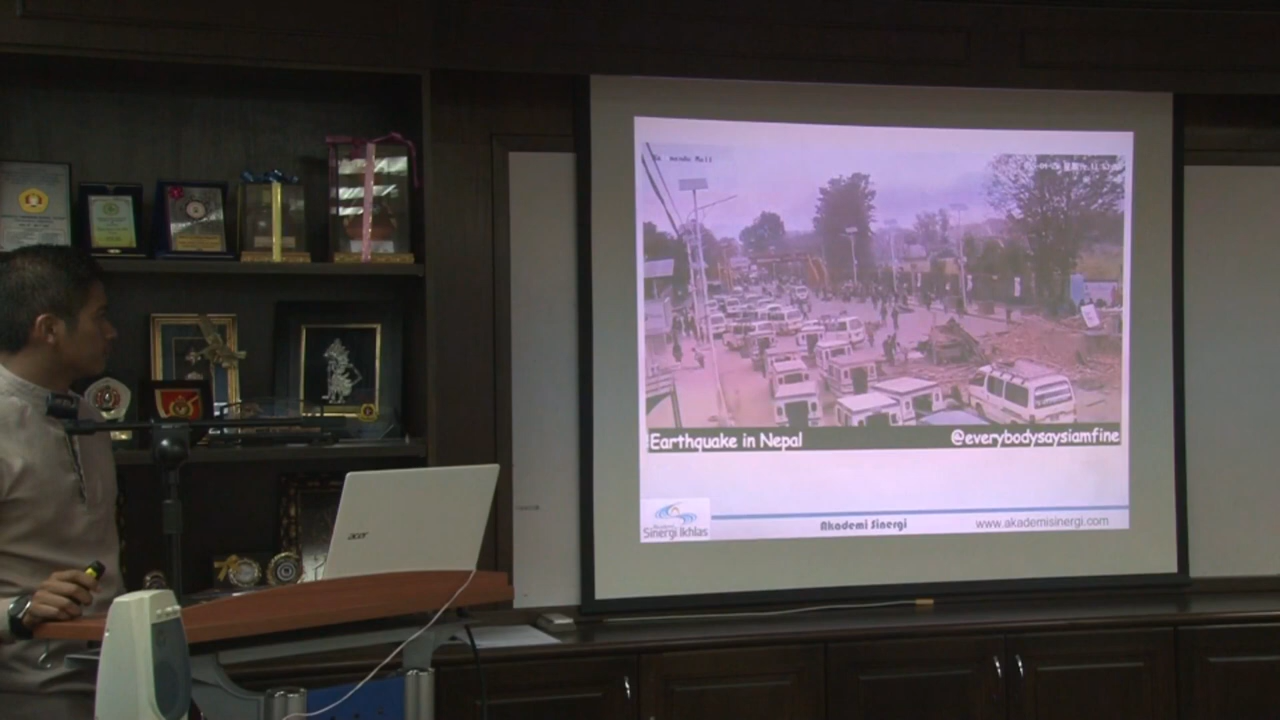 Earthquake in Nepal
@everybodysaysiamfine
Sinergi Ikhlas
Akademi Sinergi
www.akademisinergi.com
acer